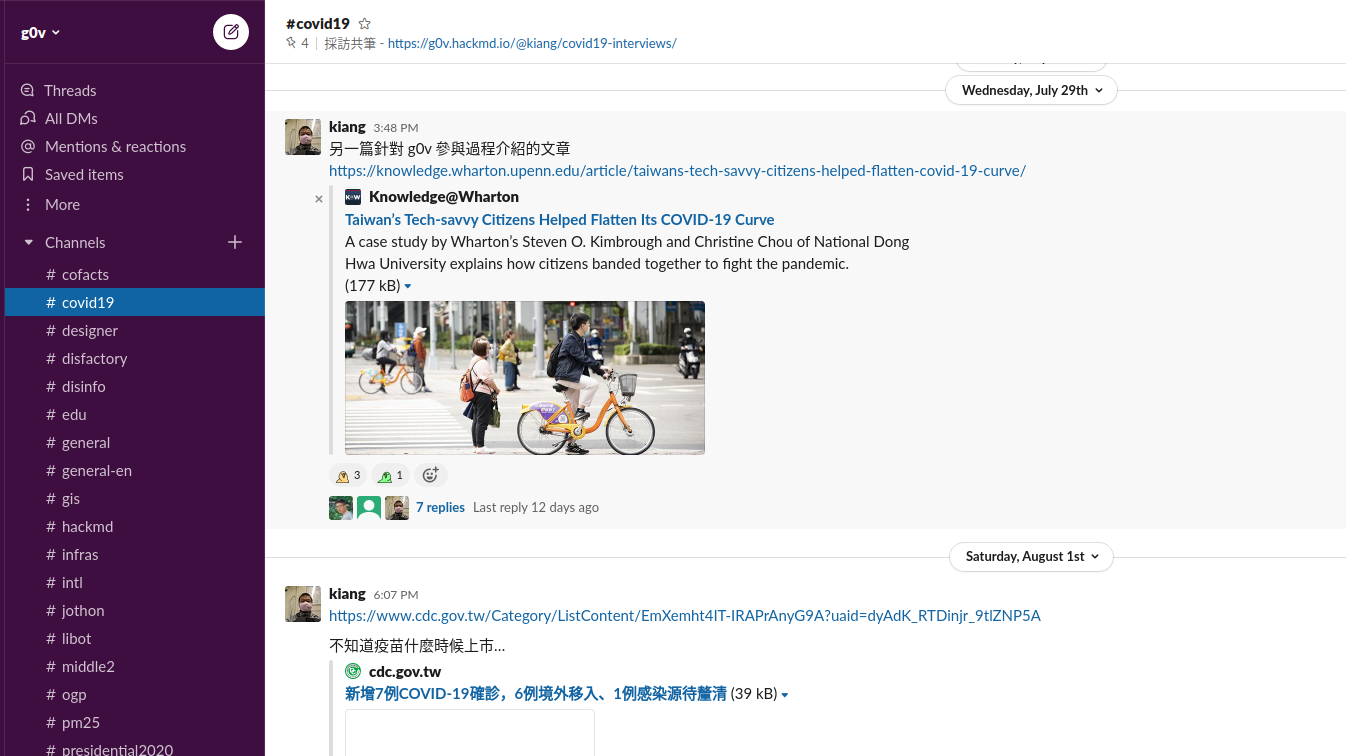 g0v
Threads
All DMs
Mentions & reactions
Saved items
More
Channels
# cofacts
# covid19
# designer
# disfactory
# disinfo
# edu
# general
# general-en
# gis
# hackmd
# infras
# intl
# jothon
# libot
# middle2
# ogp
# pm25
# presidential2020
#covid19
4 | 採訪共筆 - https://g0v.hackmd.io/@kiang/covid19-interviews/
Wednesday, July 29th
kiang 3:48 PM
另一篇針對 g0v 參與過程介紹的文章
https://knowledge.wharton.upenn.edu/article/taiwans-tech-savvy-citizens-helped-flatten-covid-19-curve/
K@W Knowledge@Wharton
Taiwan’s Tech-savvy Citizens Helped Flatten Its COVID-19 Curve
A case study by Wharton’s Steven O. Kimbrough and Christine Chou of National Dong
Hwa University explains how citizens banded together to fight the pandemic.
(177 kB)
3 1
7 replies Last reply 12 days ago
Saturday, August 1st
kiang 6:07 PM
https://www.cdc.gov.tw/Category/ListContent/EmXemht4IT-IRAPrAnyG9A?uaid=dyAdK_RTDinjr_9tlZNP5A
不知道疫苗什麼時候上市...
cdc.gov.tw
新增7例COVID-19確診，6例境外移入、1例感染源待釐清 (39 kB)